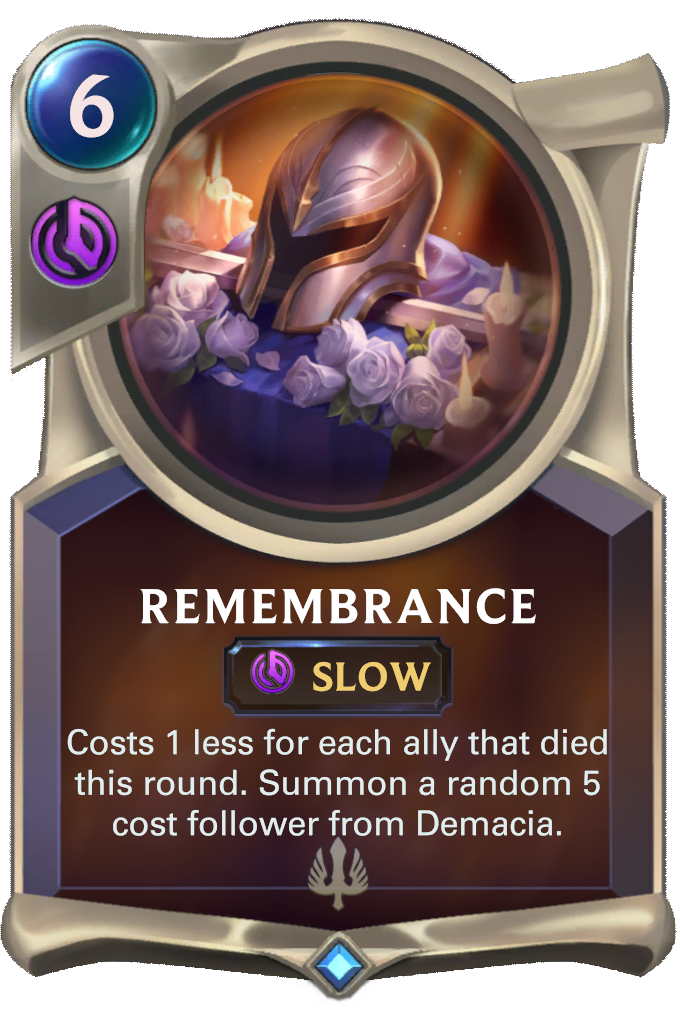 6
REMEMBRANCE
SLOW
Costs 1 less for each ally that died
this round. Summon a random 5
cost follower from Demacia.